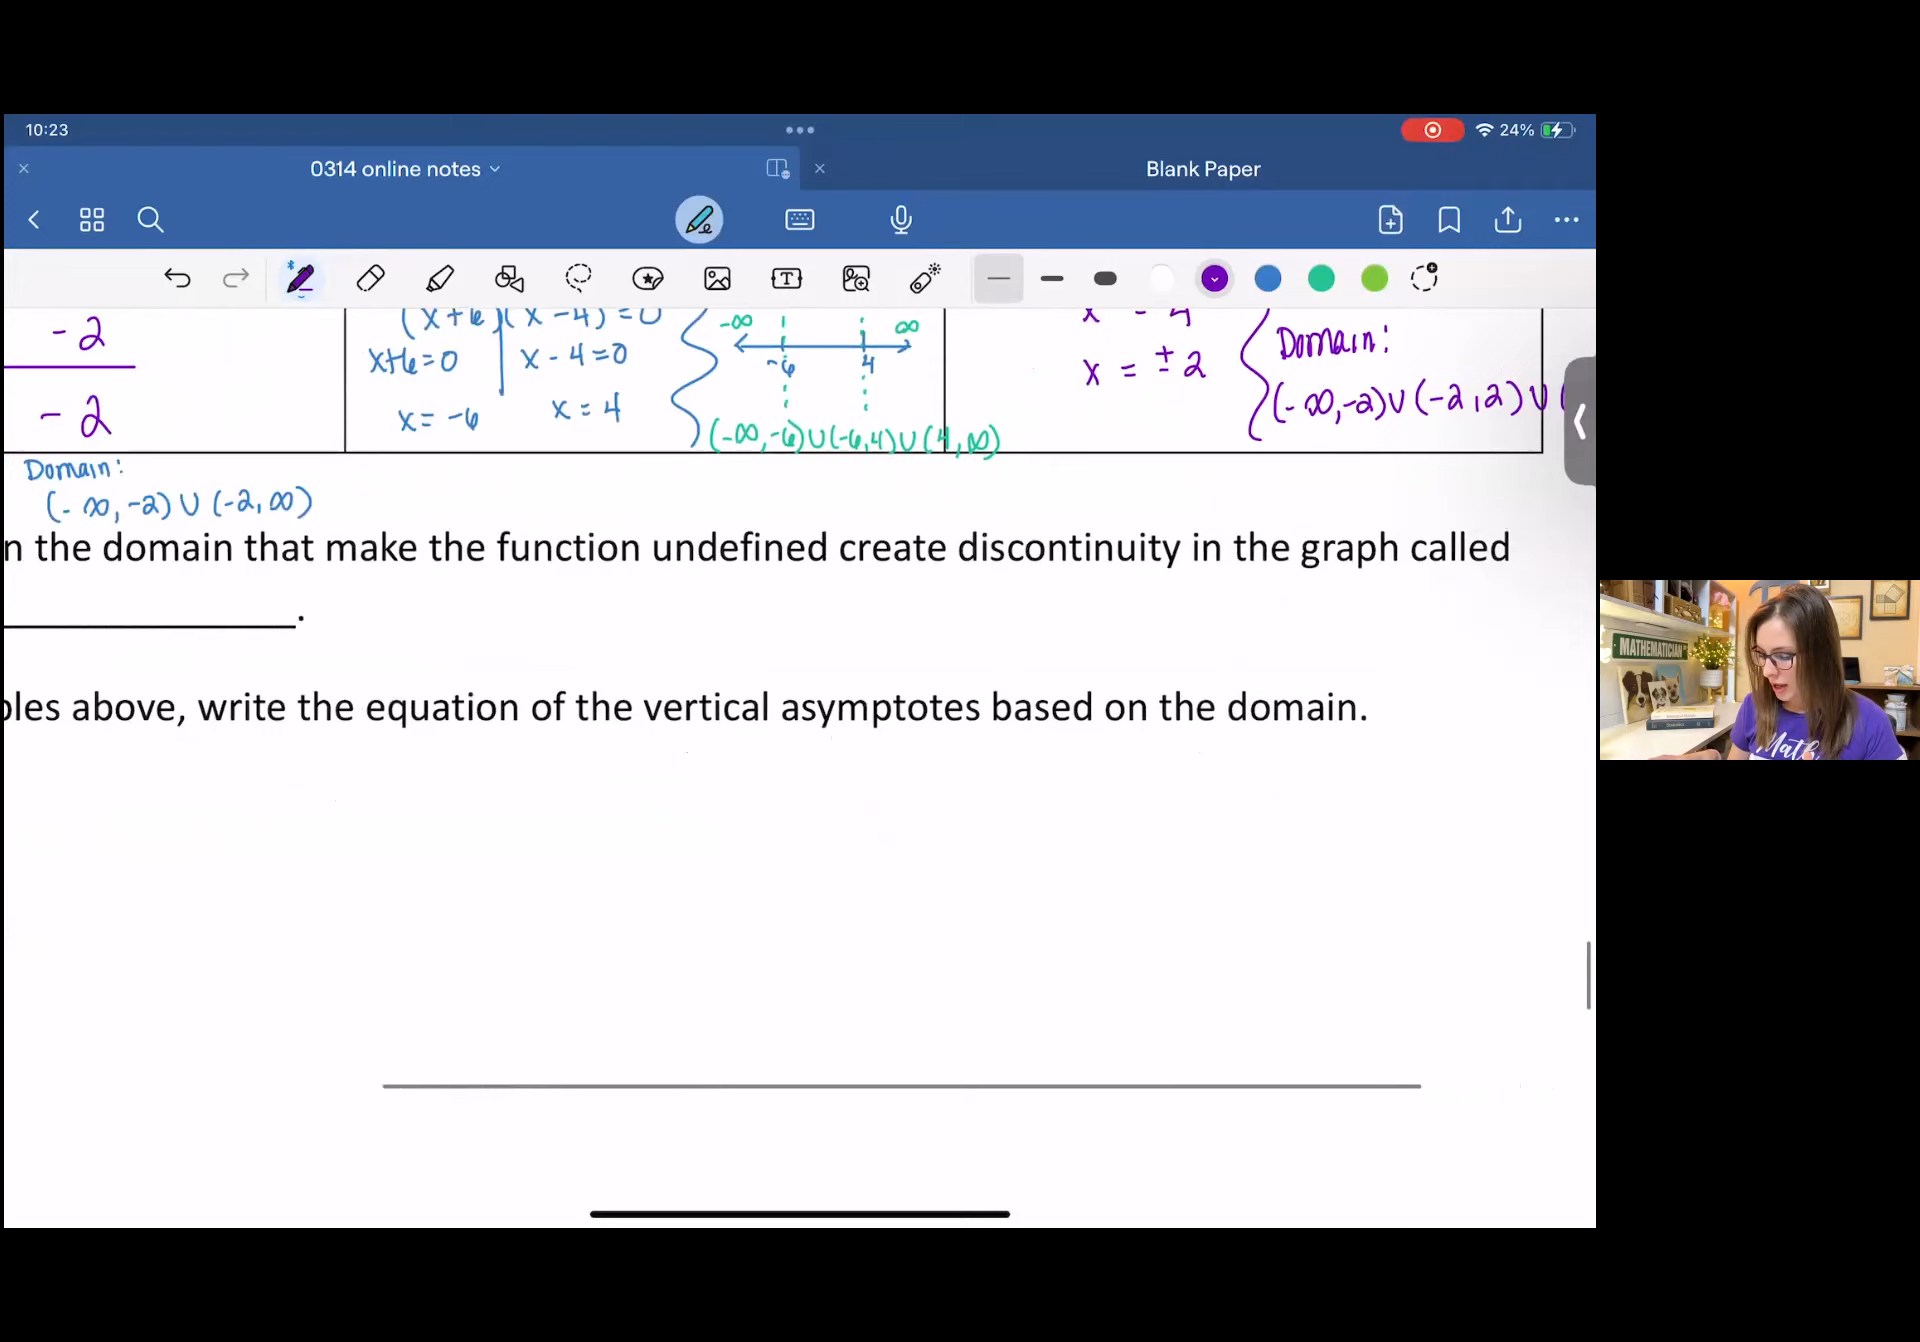 10:23
24%
0314 online notes
Blank Paper
-2
-2
(x+6)(x-4)=0
x+6=0
x-4=0
x=-6
x=4
-∞
∞
-6
4
(-∞,-6)∪(-6,4)∪(4,∞)
x = ±2
Domain:
(-∞,-2)∪(-2,2)∪(
Domain:
(-∞,-2)∪(-2,∞)
n the domain that make the function undefined create discontinuity in the graph called
.
ples above, write the equation of the vertical asymptotes based on the domain.
MATHEMATICIAN
Math